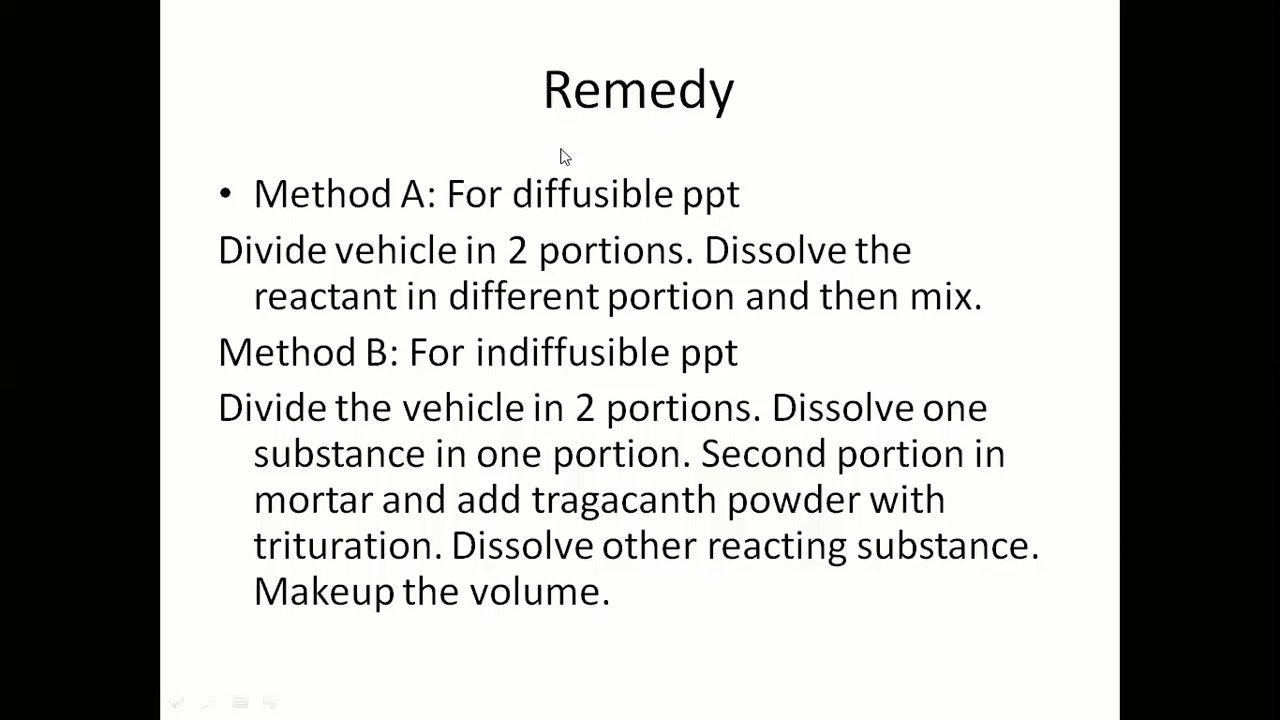 Remedy
• Method A: For diffusible ppt
Divide vehicle in 2 portions. Dissolve the
reactant in different portion and then mix.
Method B: For indiffusible ppt
Divide the vehicle in 2 portions. Dissolve one
substance in one portion. Second portion in
mortar and add tragacanth powder with
trituration. Dissolve other reacting substance.
Makeup the volume.